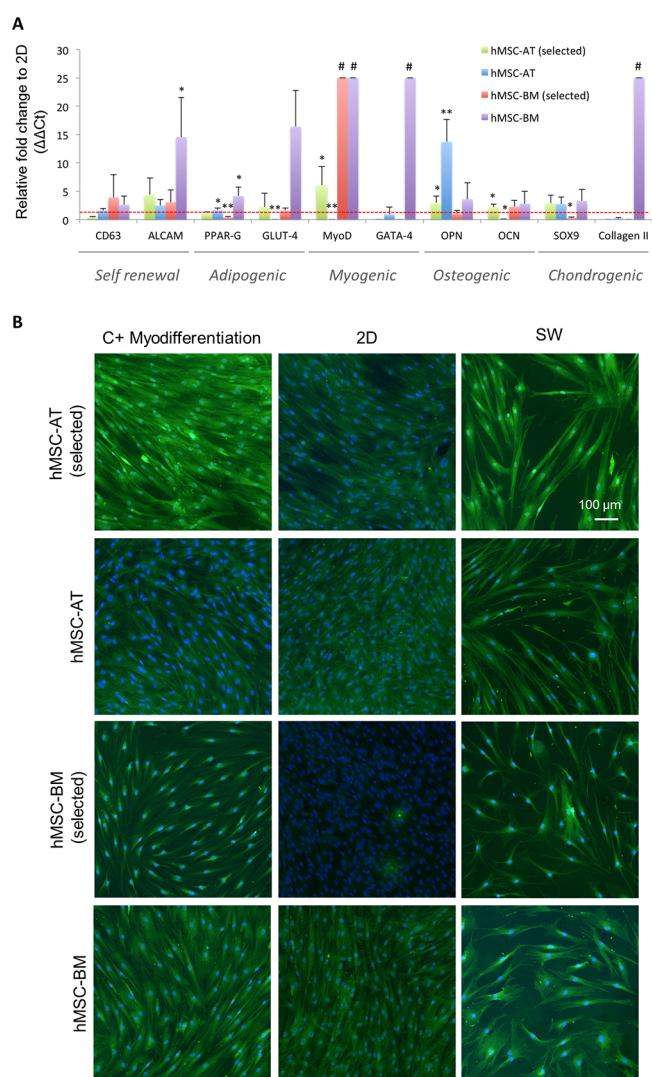 A
Relative fold change to 2D
(ΔΔCt)
30
25
20
15
10
5
0
hMSC-AT (selected)
hMSC-AT
hMSC-BM (selected)
hMSC-BM
*
* ** *
**
*
**
# #
#
*
**
*
*
*
#
CD63 ALCAM PPAR-G GLUT-4 MyoD GATA-4 OPN OCN SOX9 Collagen II
Self renewal Adipogenic Myogenic Osteogenic Chondrogenic
B
C+ Myodifferentiation 2D SW
hMSC-AT
(selected)
100 µm
hMSC-AT
hMSC-BM
(selected)
hMSC-BM